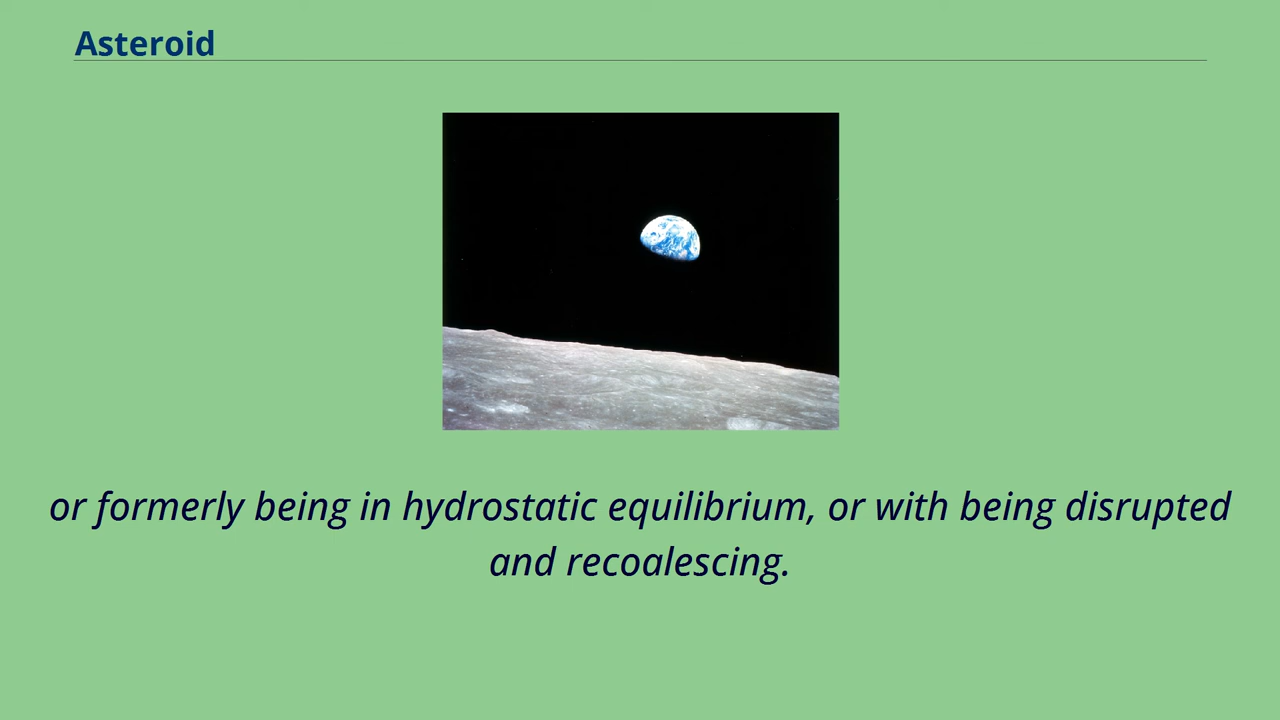 Asteroid
or formerly being in hydrostatic equilibrium, or with being disrupted
and recoalescing.